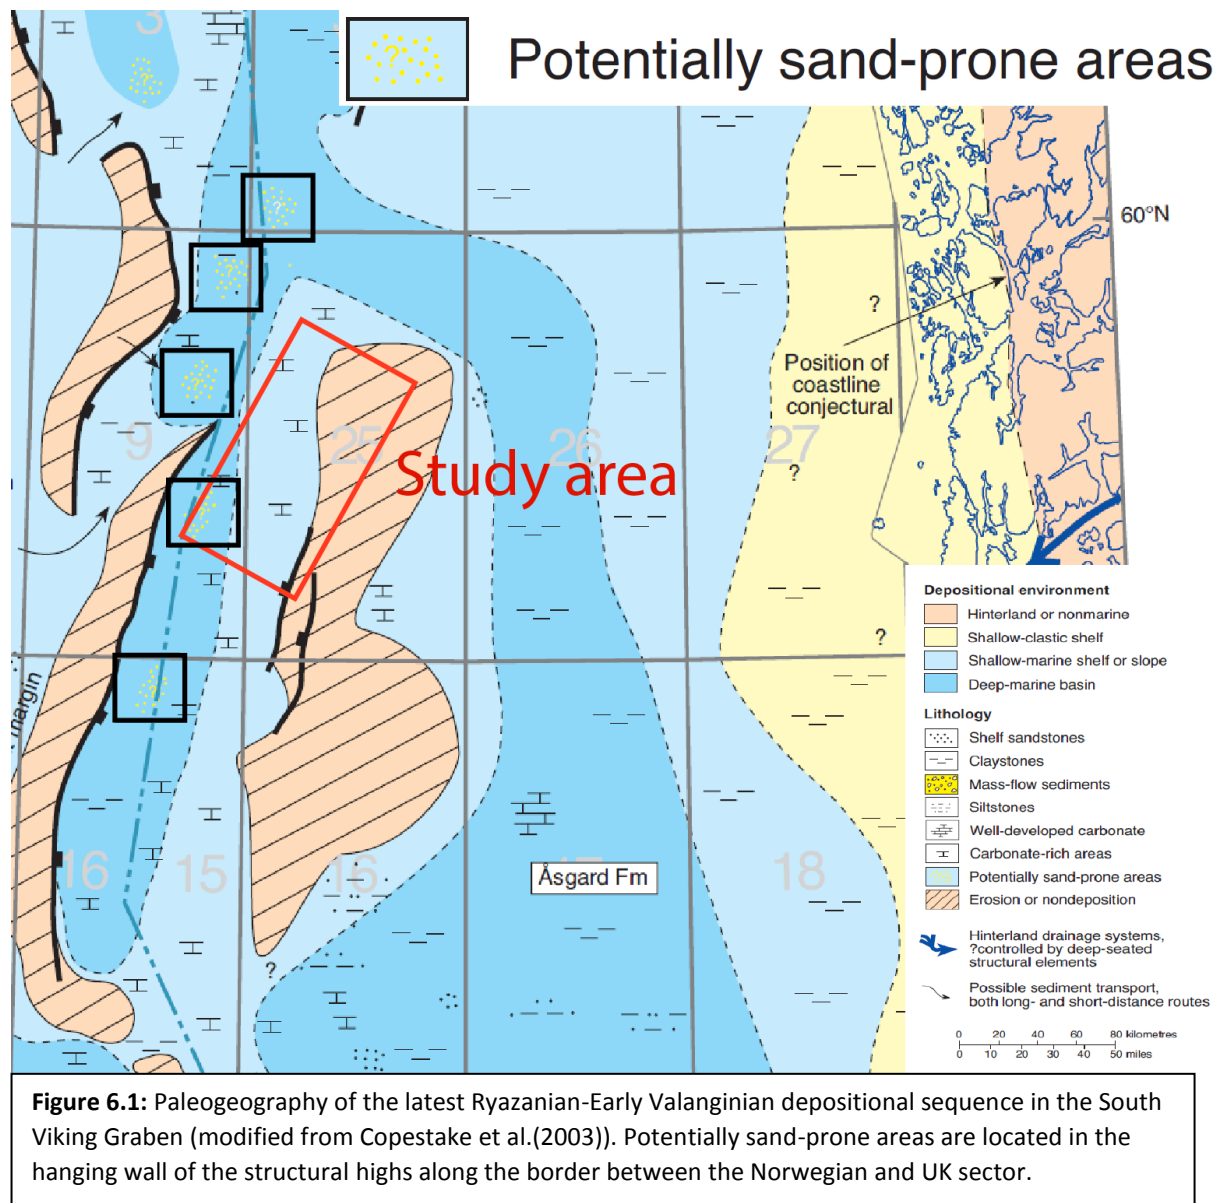 3
?
Potentially sand-prone areas
60°N
?
?
Position of
coastline
conjectural
9
25
26
27
?
Study area
?
margin
Åsgard Fm
16
15
16
17
18
?
Depositional environment
Hinterland or nonmarine
Shallow-clastic shelf
Shallow-marine shelf or slope
Deep-marine basin
Lithology
Shelf sandstones
Claystones
Mass-flow sediments
Siltstones
Well-developed carbonate
Carbonate-rich areas
Potentially sand-prone areas
Erosion or nondeposition
Hinterland drainage systems,
?controlled by deep-seated
structural elements
Possible sediment transport,
both long- and short-distance routes
0 20 40 60 80 kilometres
0 10 20 30 40 50 miles
Figure 6.1: Paleogeography of the latest Ryazanian-Early Valanginian depositional sequence in the South
Viking Graben (modified from Copestake et al.(2003)). Potentially sand-prone areas are located in the
hanging wall of the structural highs along the border between the Norwegian and UK sector.